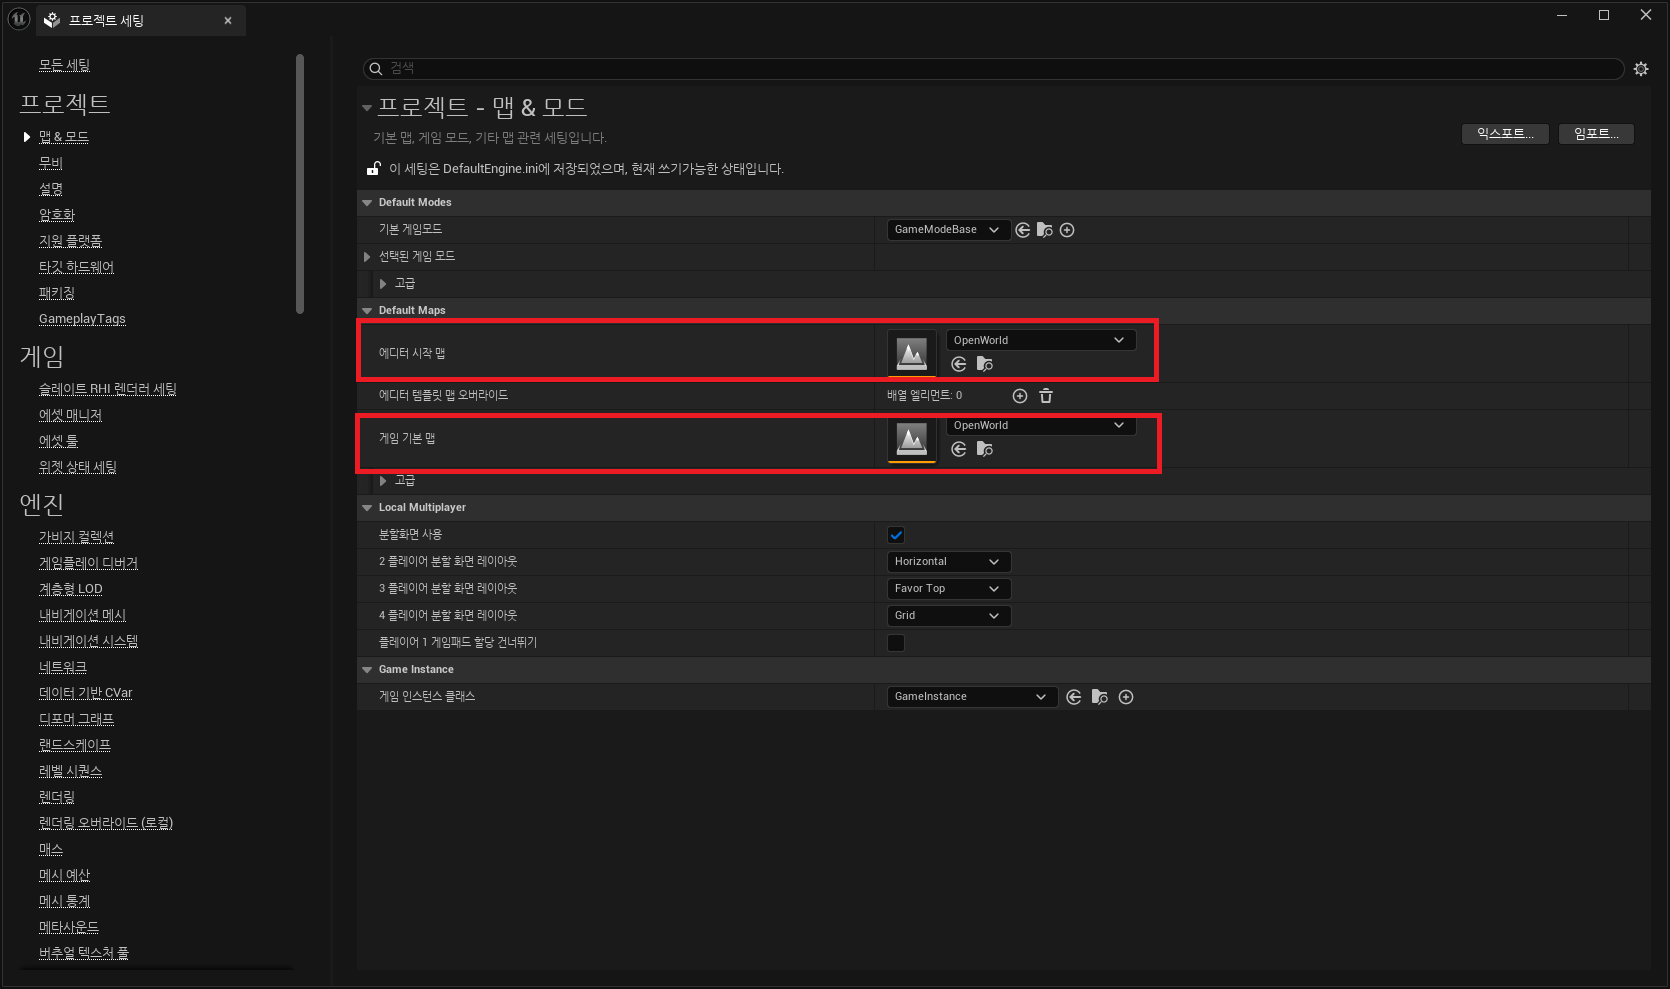 프로젝트 세팅
모든 세팅
프로젝트
맵 & 모드
무비
설명
암호화
지원 플랫폼
타깃 하드웨어
패키징
GameplayTags
게임
슬레이트 RHI 렌더러 세팅
에셋 매니저
에셋 툴
위젯 상태 세팅
엔진
가비지 컬렉션
게임플레이 디버거
계층형 LOD
내비게이션 메시
내비게이션 시스템
네트워크
데이터 기반 CVar
디포머 그래프
랜드스케이프
레벨 시퀀스
렌더링
렌더링 오버라이드 (로컬)
매스
메시 예산
메시 통계
메타사운드
버추얼 텍스처 풀
검색
프로젝트 - 맵 & 모드
기본 맵, 게임 모드, 기타 맵 관련 세팅입니다.
익스포트... 임포트...
이 세팅은 DefaultEngine.ini에 저장되었으며, 현재 쓰기가능한 상태입니다.
Default Modes
기본 게임모드 GameModeBase
선택된 게임 모드
고급
Default Maps
에디터 시작 맵 OpenWorld
에디터 템플릿 맵 오버라이드 배열 엘리먼트: 0
게임 기본 맵 OpenWorld
고급
Local Multiplayer
분할화면 사용
2 플레이어 분할 화면 레이아웃 Horizontal
3 플레이어 분할 화면 레이아웃 Favor Top
4 플레이어 분할 화면 레이아웃 Grid
플레이어 1 게임패드 할당 건너뛰기
Game Instance
게임 인스턴스 클래스 GameInstance